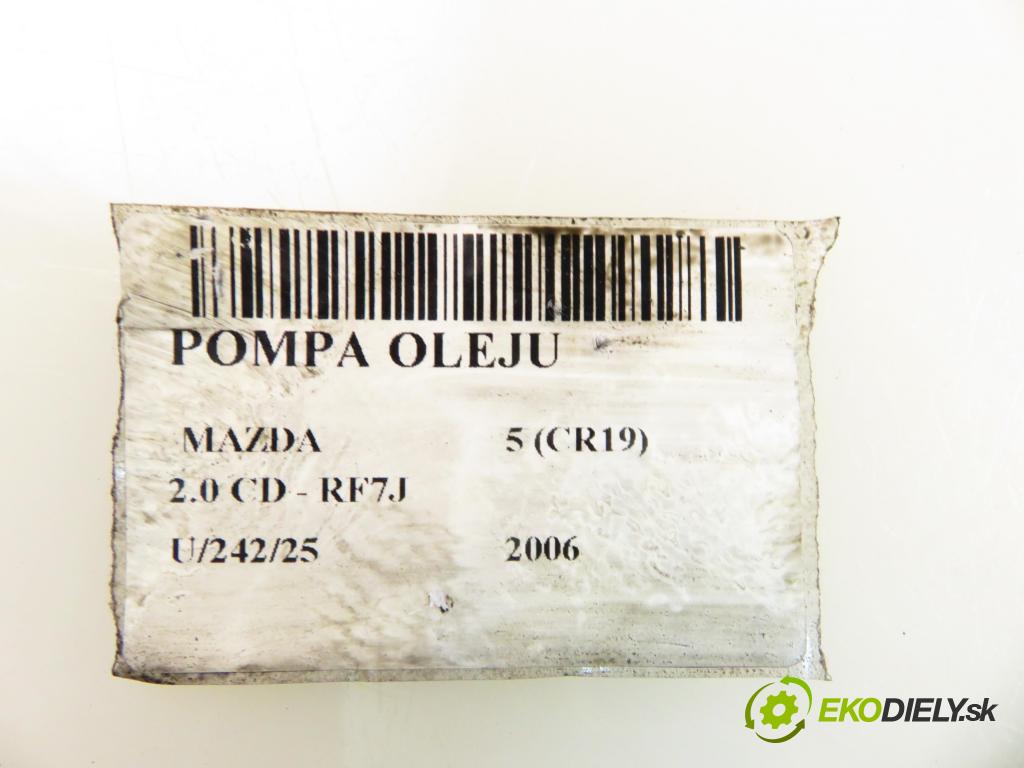 POMPA OLEJU
MAZDA 5 (CR19)
2.0 CD - RF7J
U/242/25 2006
EKODIELY.sk